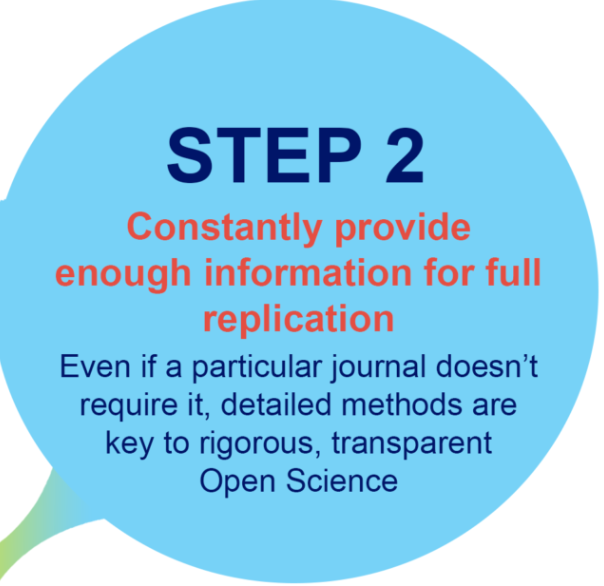 STEP 2
Constantly provide
enough information for full
replication
Even if a particular journal doesn’t
require it, detailed methods are
key to rigorous, transparent
Open Science